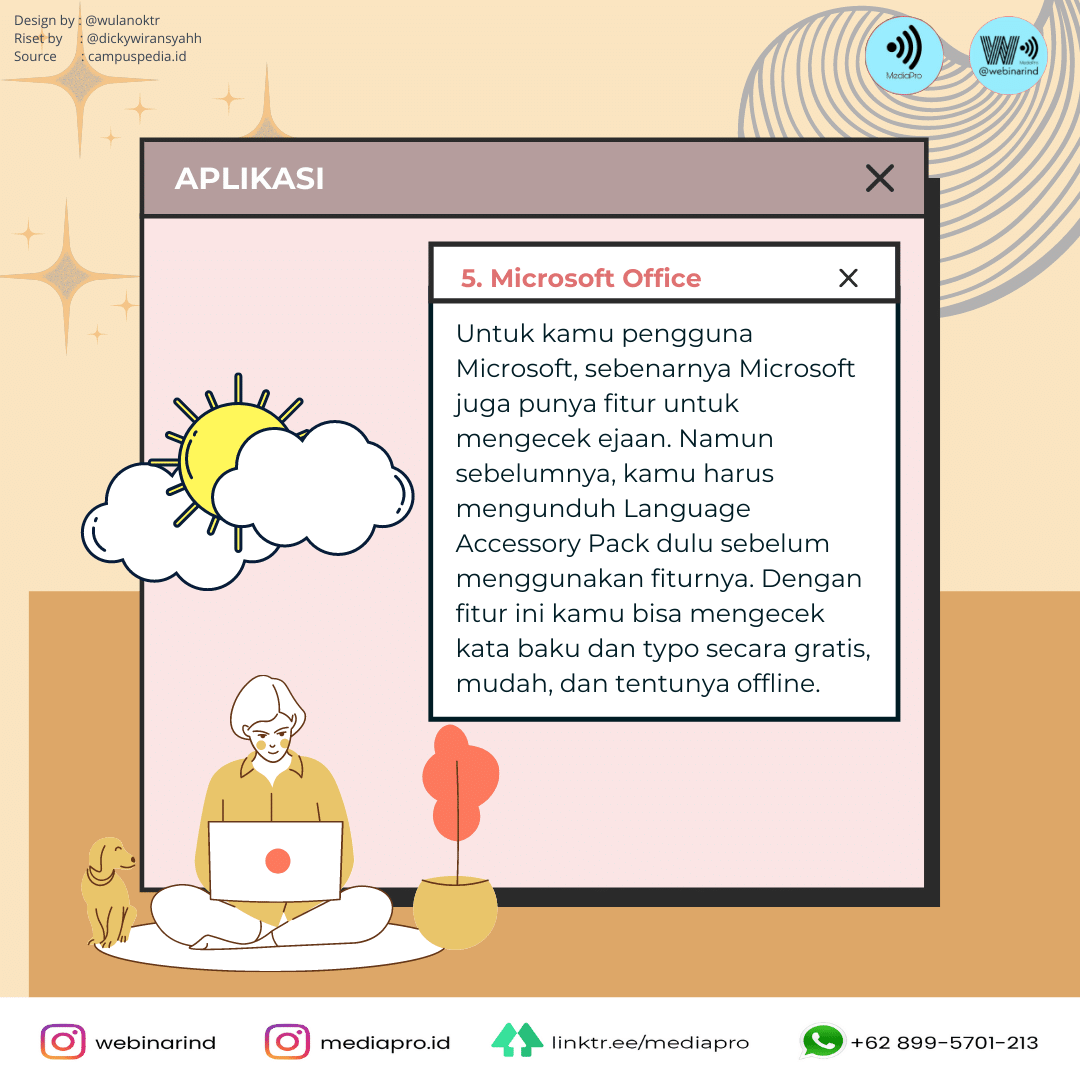 Design by : @wulanoktr
Riset by : @dickywiransyahh
Source : campuspedia.id
MediaPro
W
@webinarind
APLIKASI
5. Microsoft Office
Untuk kamu pengguna
Microsoft, sebenarnya Microsoft
juga punya fitur untuk
mengecek ejaan. Namun
sebelumnya, kamu harus
mengunduh Language
Accessory Pack dulu sebelum
menggunakan fiturnya. Dengan
fitur ini kamu bisa mengecek
kata baku dan typo secara gratis,
mudah, dan tentunya offline.
webinarind
mediapro.id
linktr.ee/mediapro
+62 899-5701-213